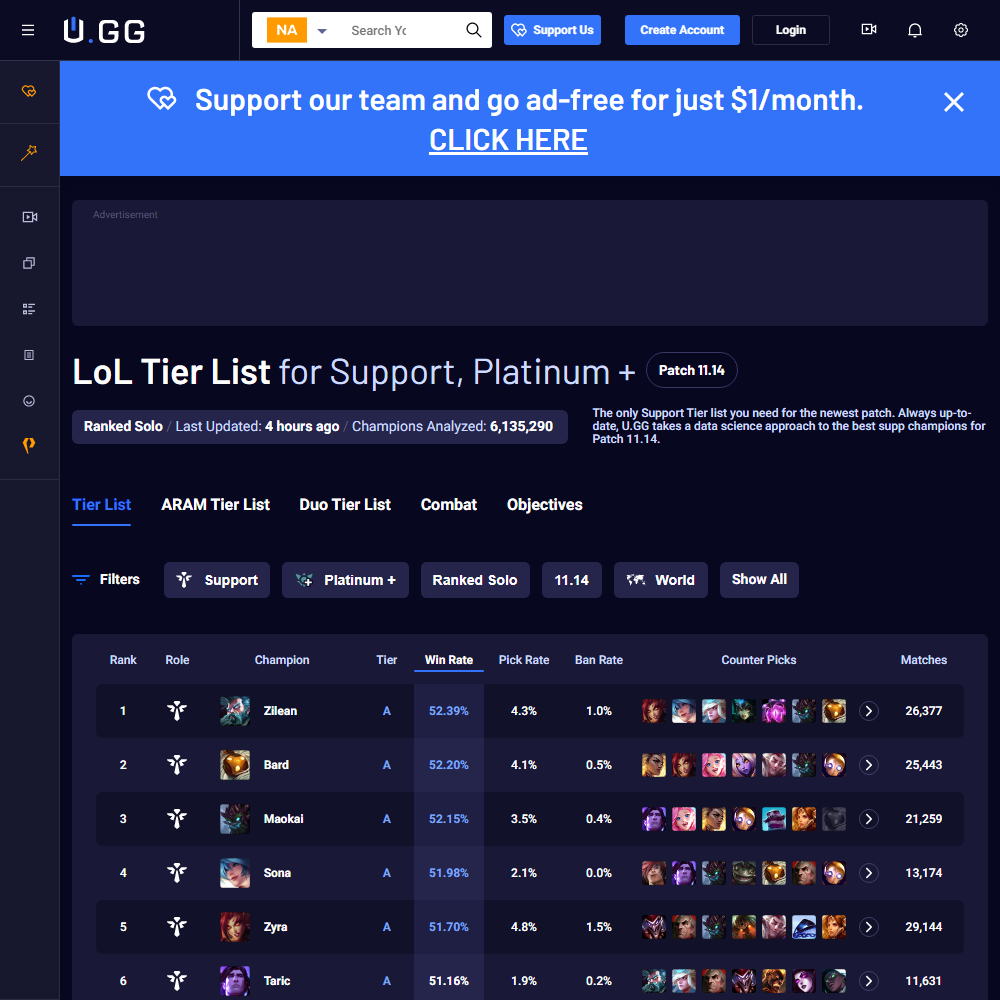 U.GG
NA
Search Yc
Support Us
Create Account
Login
Support our team and go ad-free for just $1/month.
CLICK HERE
Advertisement
LoL Tier List for Support, Platinum +
Patch 11.14
Ranked Solo / Last Updated: 4 hours ago / Champions Analyzed: 6,135,290
The only Support Tier list you need for the newest patch. Always up-to-
date, U.GG takes a data science approach to the best supp champions for
Patch 11.14.
Tier List ARAM Tier List Duo Tier List Combat Objectives
Filters Support Platinum + Ranked Solo 11.14 World Show All
Rank Role Champion Tier Win Rate Pick Rate Ban Rate Counter Picks Matches
1 Zilean A 52.39% 4.3% 1.0% 26,377
2 Bard A 52.20% 4.1% 0.5% 25,443
3 Maokai A 52.15% 3.5% 0.4% 21,259
4 Sona A 51.98% 2.1% 0.0% 13,174
5 Zyra A 51.70% 4.8% 1.5% 29,144
6 Taric A 51.16% 1.9% 0.2% 11,631